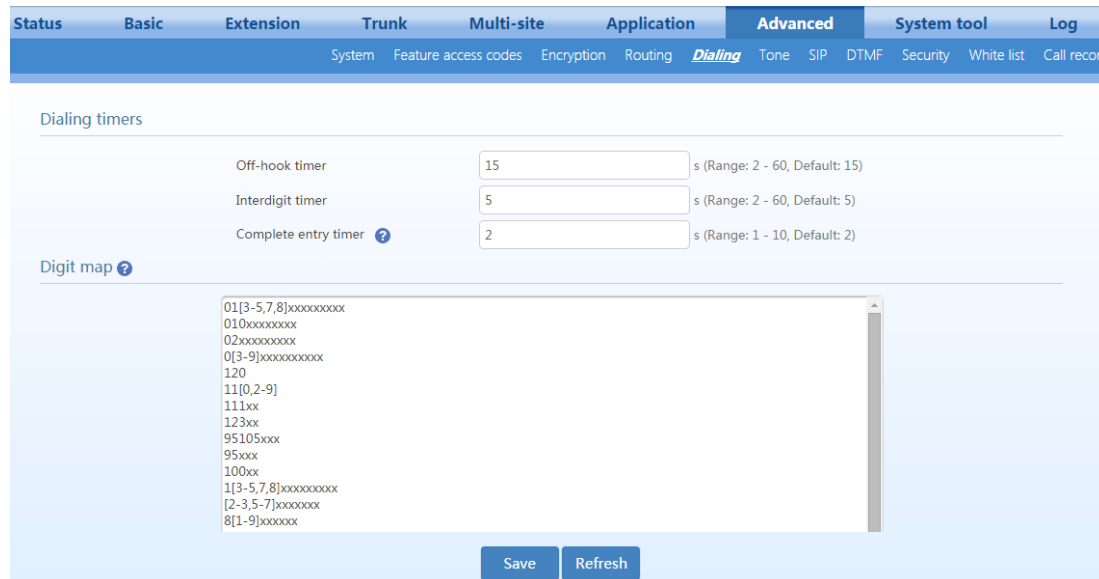 Status Basic Extension Trunk Multi-site Application Advanced System tool Log
System Feature access codes Encryption Routing Dialing Tone SIP DTMF Security White list Call recor
Dialing timers
Off-hook timer 15 s (Range: 2 - 60, Default: 15)
Interdigit timer 5 s (Range: 2 - 60, Default: 5)
Complete entry timer ? 2 s (Range: 1 - 10, Default: 2)
Digit map ?
01[3-5,7,8]xxxxxxxxx
010xxxxxxxx
02xxxxxxxxx
0[3-9]xxxxxxxxxx
120
11[0,2-9]
111xx
123xx
95105xxx
95xxx
100xx
1[3-5,7,8]xxxxxxxxx
[2-3,5-7]xxxxxxx
8[1-9]xxxxxx
Save Refresh